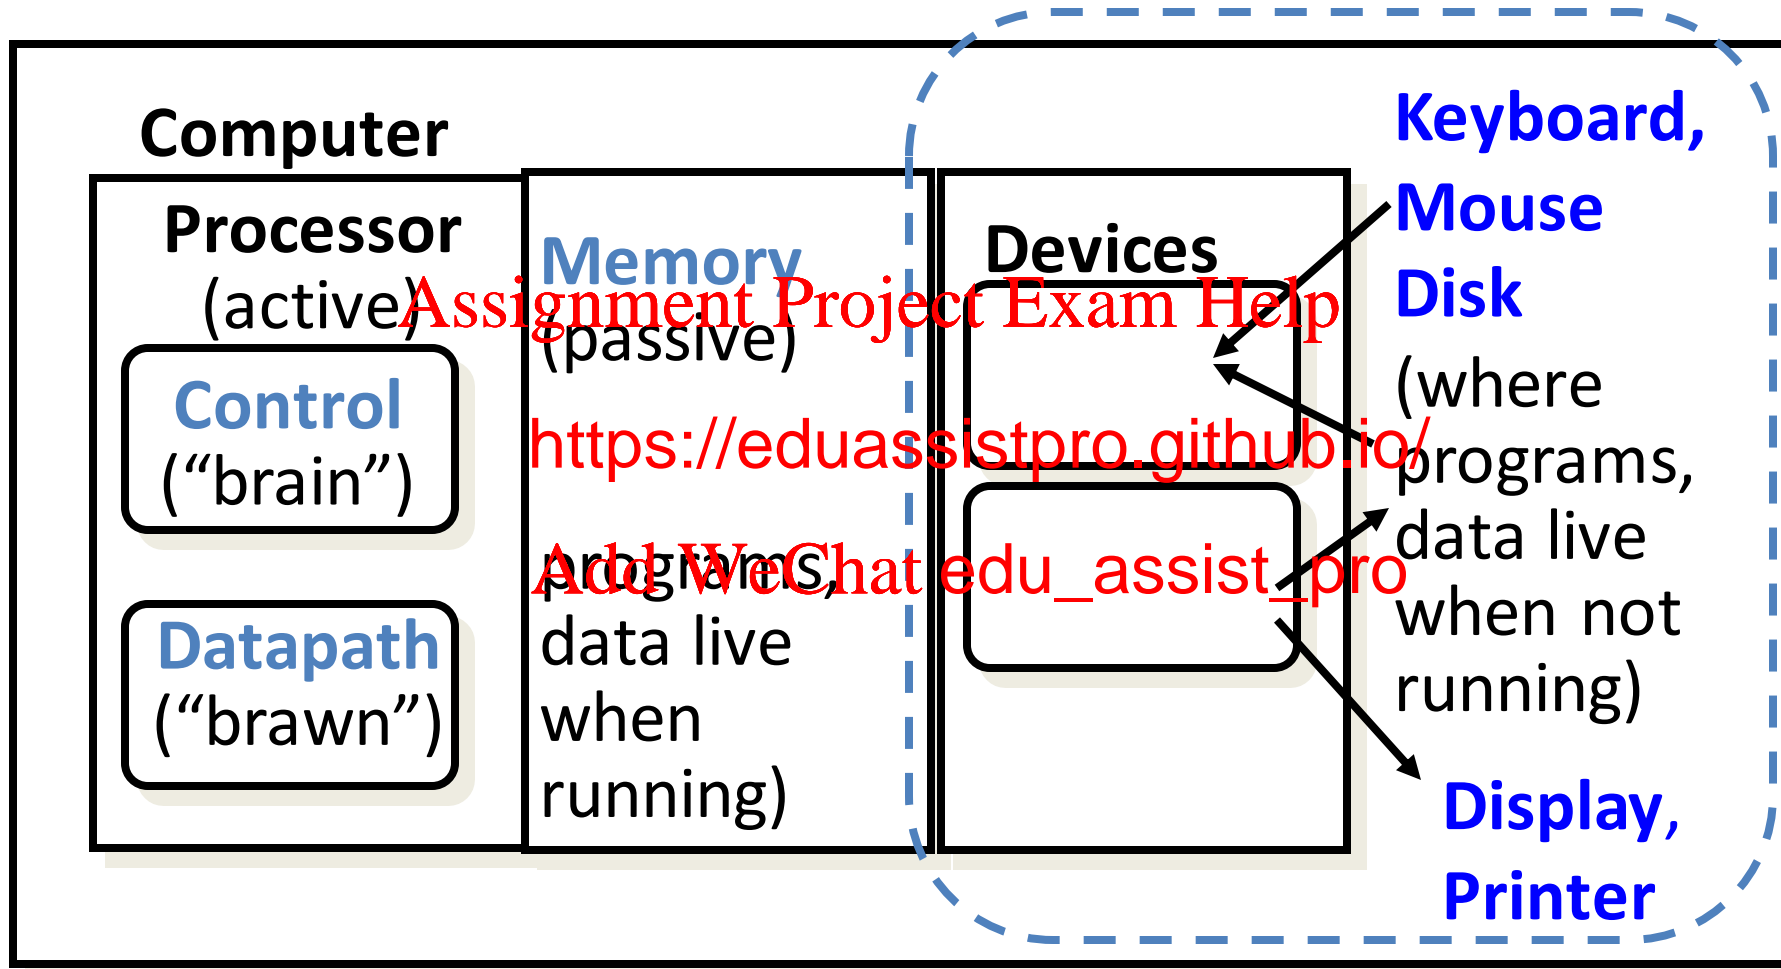 Computer
Processor
(active)
Control
(“brain”)
Datapath
(“brawn”)
Memory
(passive)
programs,
data live
when
running)
Devices
Keyboard,
Mouse
Disk
(where
programs,
data live
when not
running)
Display,
Printer
Assignment Project Exam Help
https://eduassistpro.github.io/
Add WeChat edu_assist_pro